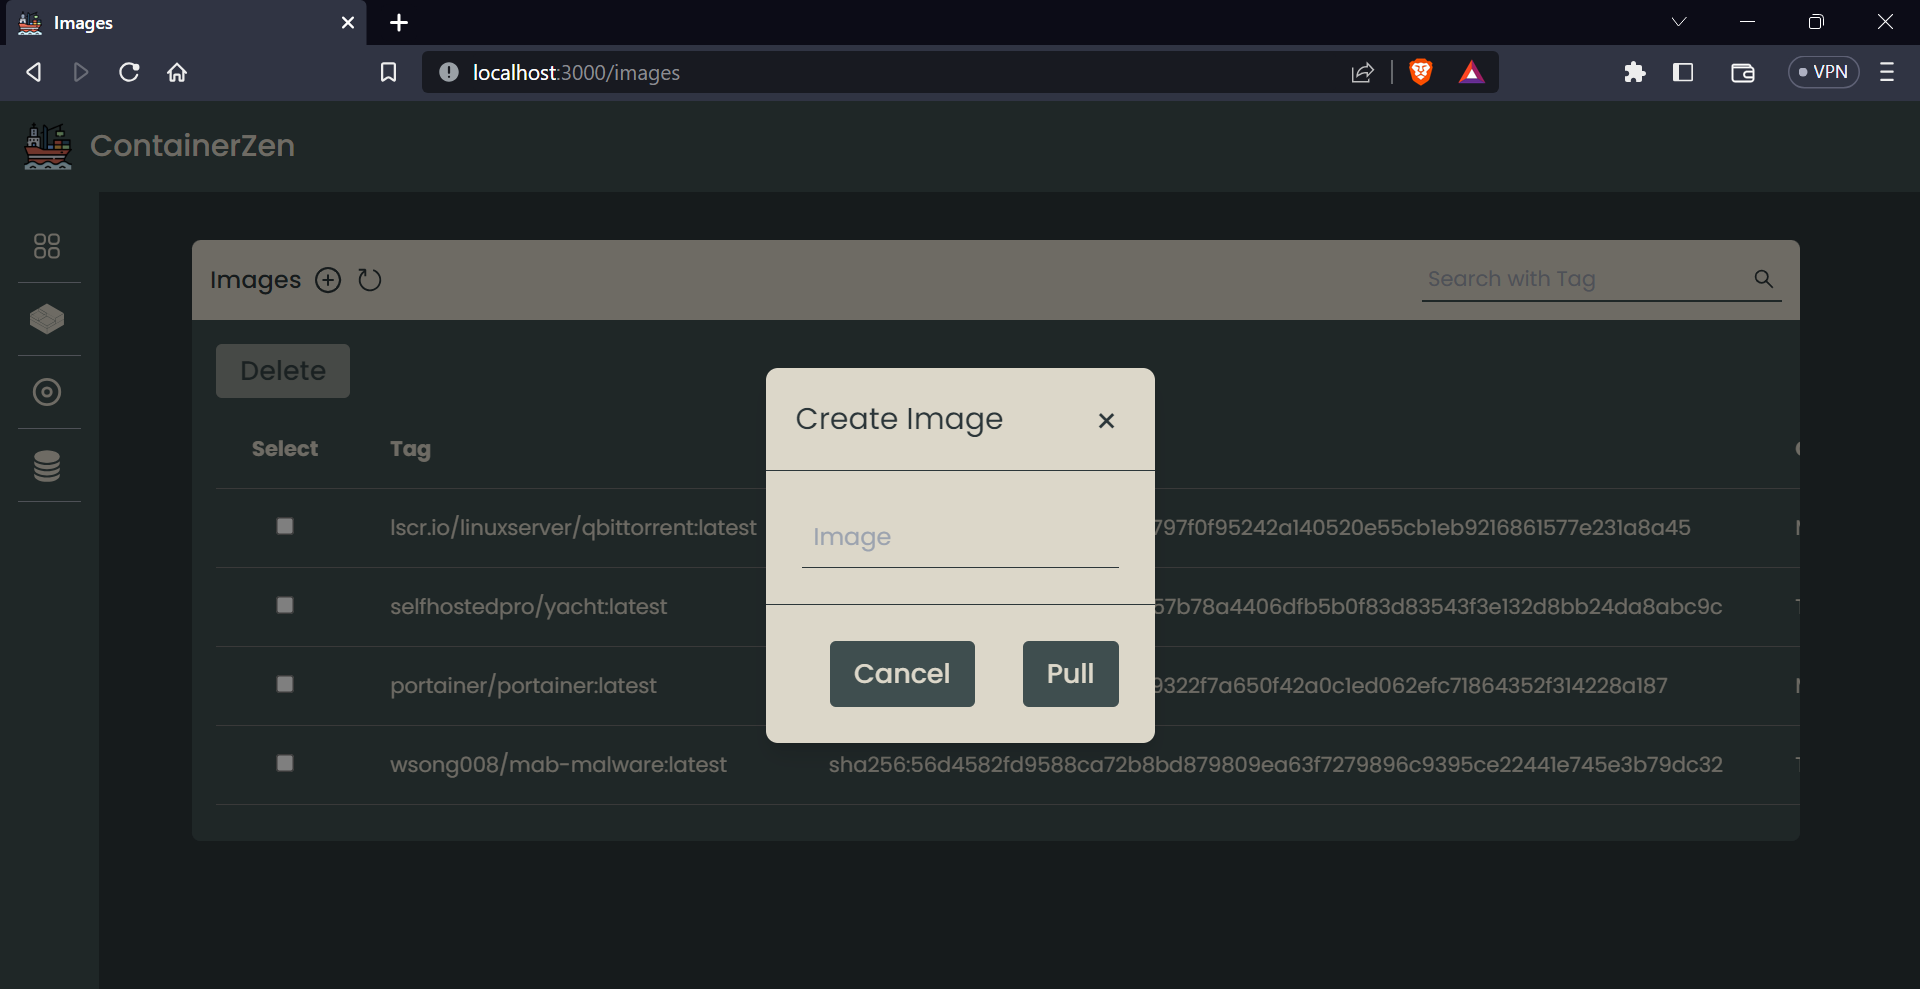 Images
localhost:3000/images
VPN
ContainerZen
Images
Search with Tag
Delete
Create Image
Select Tag
Image
lscr.io/linuxserver/qbittorrent:latest 797f0f95242a140520e55cb1eb9216861577e231a8a45
selfhostedpro/yacht:latest 57b78a4406dfb5b0f83d83543f3e132d8bb24da8abc9c
Cancel Pull
portainer/portainer:latest 9322f7a650f42a0c1ed062efc71864352f314228a187
wsong008/mab-malware:latest sha256:56d4582fd9588ca72b8bd879809ea63f7279896c9395ce22441e745e3b79dc32